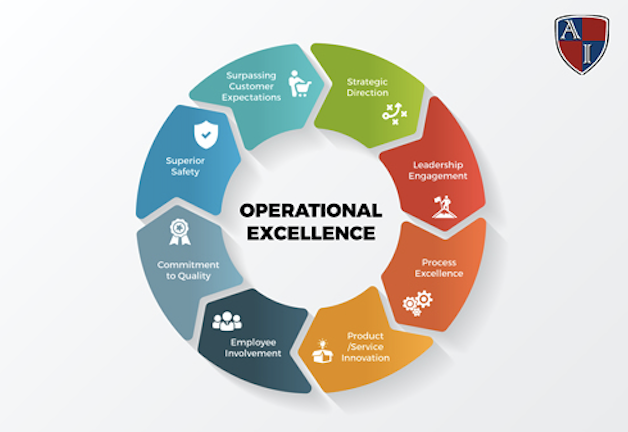 A
I
Surpassing
Customer
Expectations
Strategic
Direction
Leadership
Engagement
Process
Excellence
Product
/Service
Innovation
Employee
Involvement
Commitment
to Quality
Superior
Safety
OPERATIONAL
EXCELLENCE